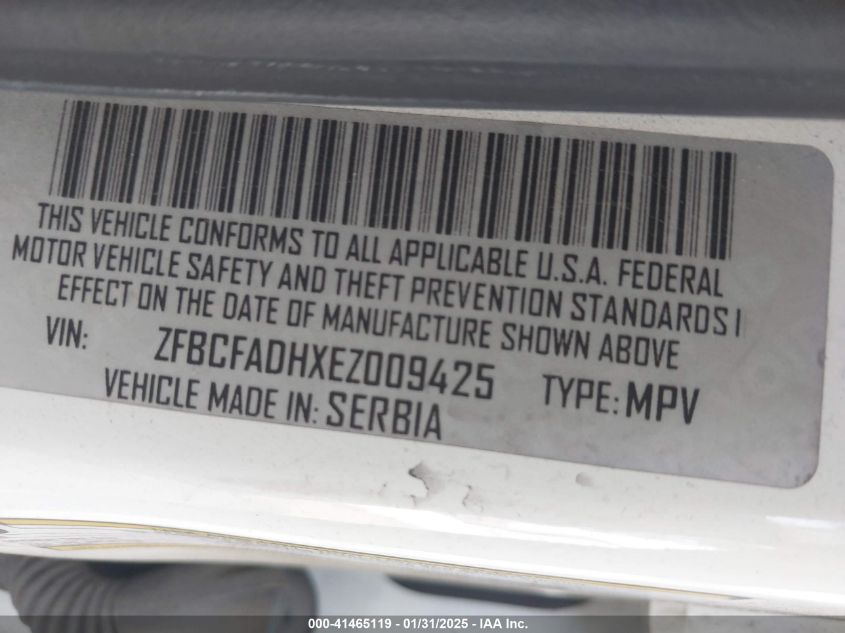 THIS VEHICLE CONFORMS TO ALL APPLICABLE U.S.A. FEDERAL
MOTOR VEHICLE SAFETY AND THEFT PREVENTION STANDARDS I
EFFECT ON THE DATE OF MANUFACTURE SHOWN ABOVE
VIN: ZFBCFADHXEZ009425 TYPE: MPV
VEHICLE MADE IN: SERBIA
000-41465119 - 01/31/2025 - IAA Inc.